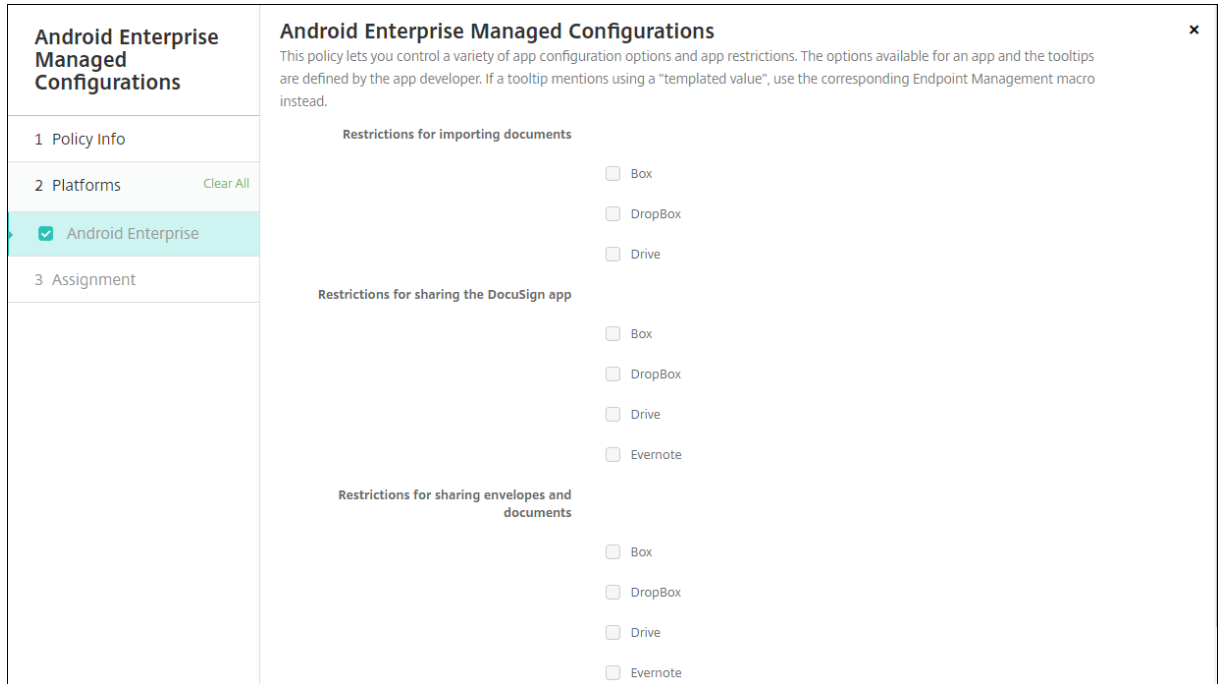 Android Enterprise
Managed
Configurations
1 Policy Info
2 Platforms
Clear All
Android Enterprise
3 Assignment
Android Enterprise Managed Configurations
×
This policy lets you control a variety of app configuration options and app restrictions. The options available for an app and the tooltips
are defined by the app developer. If a tooltip mentions using a "templated value", use the corresponding Endpoint Management macro
instead.
Restrictions for importing documents
Box
DropBox
Drive
Restrictions for sharing the DocuSign app
Box
DropBox
Drive
Evernote
Restrictions for sharing envelopes and
documents
Box
DropBox
Drive
Evernote